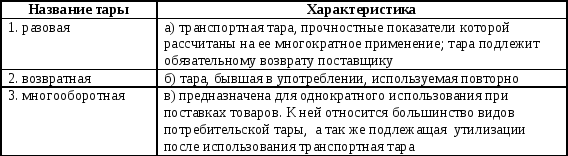 Название тары Характеристика
1. разовая а) транспортная тара, прочностные показатели которой
рассчитаны на ее многократное применение; тара подлежит
обязательному возврату поставщику
2. возвратная б) тара, бывшая в употреблении, используемая повторно
3. многооборотная в) предназначена для однократного использования при
поставках товаров. К ней относится большинство видов
потребительской тары, а так же подлежащая утилизации
после использования транспортная тара